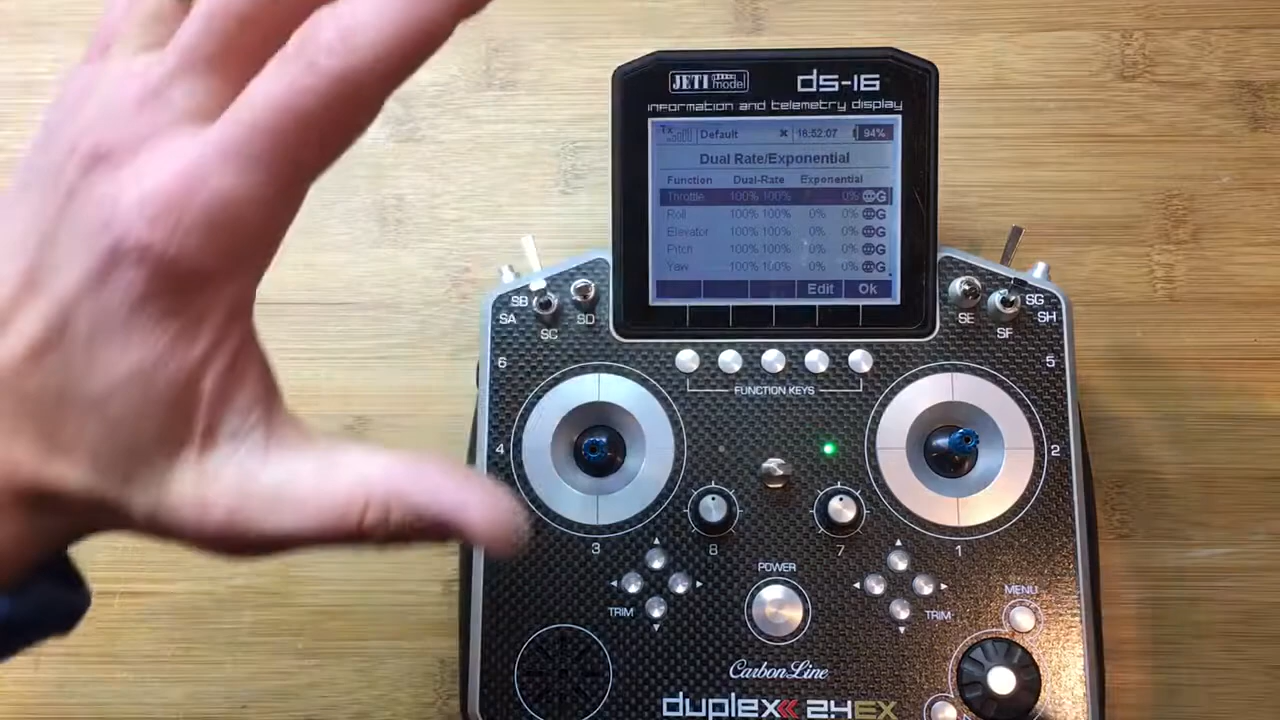 JETI model ds-16
information and telemetry display
Tx Default 16:52:07 94%
Dual Rate/Exponential
Function Dual-Rate Exponential
Throttle 100% 100% 0% G
Roll 100% 100% 0% 0% G
Elevator 100% 100% 0% 0% G
Pitch 100% 100% 0% 0% G
Yaw 100% 100% 0% 0% G
Edit Ok
SB SG
SA SD SE SH
SC SF
6 5
FUNCTION KEYS
4 2
3 8 7 1
POWER
TRIM TRIM
MENU
Carbon Line
duplex 2.4EX